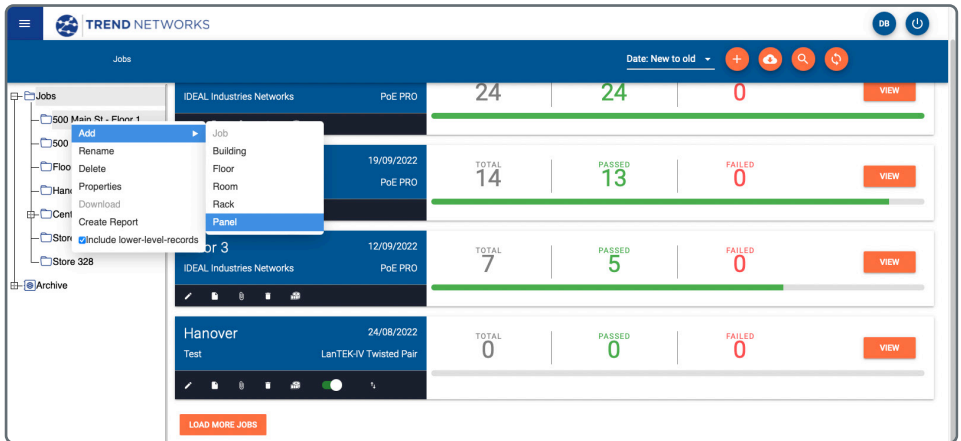 TREND NETWORKS
DB
Jobs
Date: New to old
Jobs
500 Main St - Floor 1
500
Floo
Hano
Cent
Store
Store 328
Archive
Add
Rename
Delete
Properties
Download
Create Report
Include lower-level-records
Job
Building
Floor
Room
Rack
Panel
IDEAL Industries Networks PoE PRO
24 24 0
VIEW
19/09/2022
PoE PRO
TOTAL PASSED FAILED
14 13 0
VIEW
or 3 12/09/2022
IDEAL Industries Networks PoE PRO
TOTAL PASSED FAILED
7 5 0
VIEW
Hanover 24/08/2022
Test LanTEK-IV Twisted Pair
TOTAL PASSED FAILED
0 0 0
VIEW
LOAD MORE JOBS